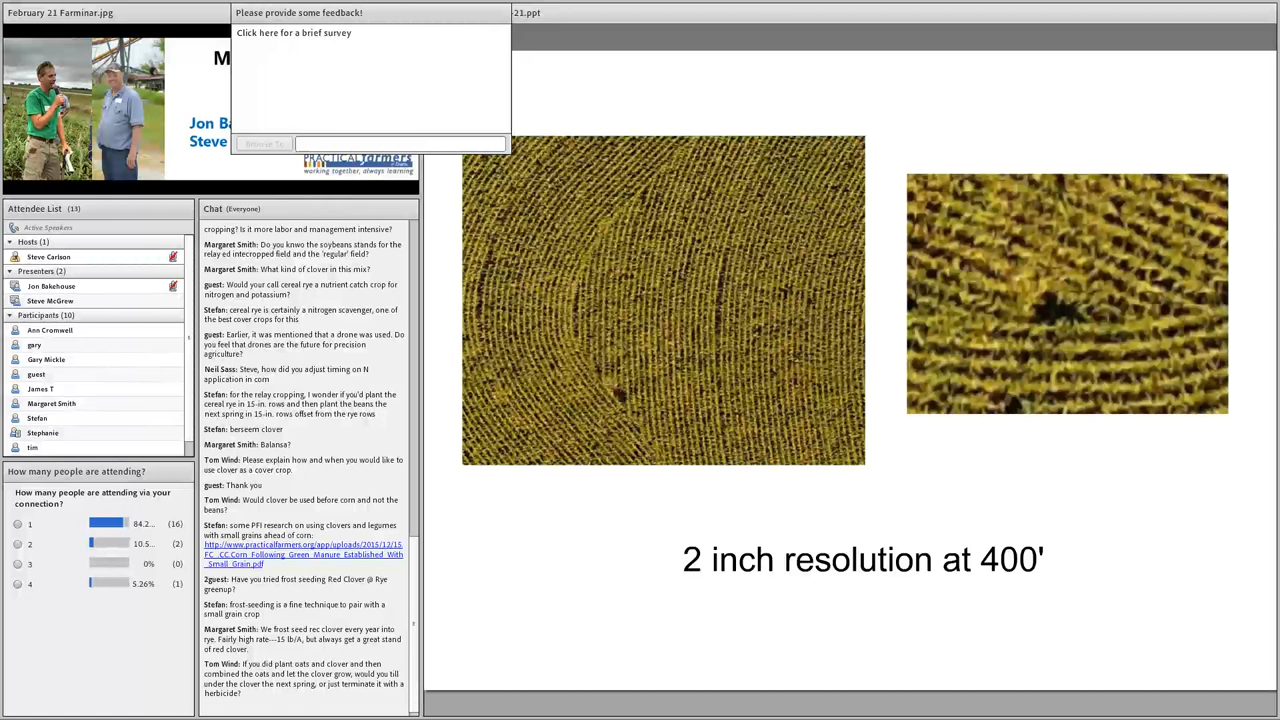 February 21 Farminar.jpg
Please provide some feedback!
-21.ppt
Click here for a brief survey
M
Jon Ba
Steve
Browse To
PRACTICAL farmers
working together, always learning
Attendee List (13)
Active Speakers
Hosts (1)
Steve Carlson
Presenters (2)
Jon Bakehouse
Steve McGrew
Participants (10)
Ann Cromwell
gary
Gary Mickle
guest
James T
Margaret Smith
Stefan
Stephanie
tim
How many people are attending?
How many people are attending via your
connection?
1 84.2... (16)
2 10.5... (2)
3 0% (0)
4 5.26% (1)
Chat (Everyone)
cropping? Is it more labor and management intensive?
Margaret Smith: Do you knwo the soybeans stands for the
relay ed intecropped field and the 'regular' field?
Margaret Smith: What kind of clover in this mix?
guest: Would your call cereal rye a nutrient catch crop for
nitrogen and potassium?
Stefan: cereal rye is certainly a nitrogen scavenger, one of
the best cover crops for this
guest: Earlier, it was mentioned that a drone was used. Do
you feel that drones are the future for precision
agriculture?
Neil Sass: Steve, how did you adjust timing on N
application in corn
Stefan: for the relay cropping, I wonder if you'd plant the
cereal rye in 15-in. rows and then plant the beans the
next spring in 15-in. rows offset from the rye rows
Stefan: berseem clover
Margaret Smith: Balansa?
Tom Wind: Please explain how and when you would like to
use clover as a cover crop.
guest: Thank you
Tom Wind: Would clover be used before corn and not the
beans?
Stefan: some PFI research on using clovers and legumes
with small grains ahead of corn:
http://www.practicalfarmers.org/app/uploads/2015/12/15.
FC_.CC.Corn_Following_Green_Manure_Established_With
_Small_Grain.pdf
2guest: Have you tried frost seeding Red Clover @ Rye
greenup?
Stefan: frost-seeding is a fine technique to pair with a
small grain crop
Margaret Smith: We frost seed rec clover every year into
rye. Fairly high rate---15 lb/A, but always get a great stand
of red clover.
Tom Wind: If you did plant oats and clover and then
combined the oats and let the clover grow, would you till
under the clover the next spring, or just terminate it with a
herbicide?
2 inch resolution at 400'